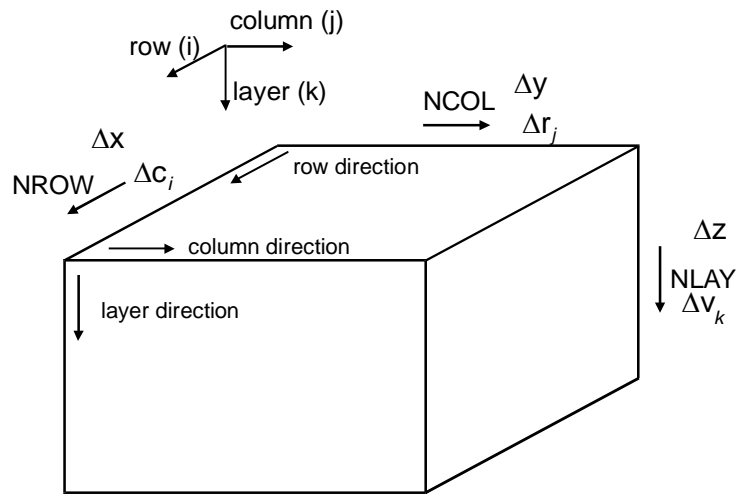 column (j)
row (i)
layer (k)
NCOL
Δy
Δr_j
Δx
Δc_i
NROW
row direction
column direction
layer direction
Δz
NLAY
Δv_k